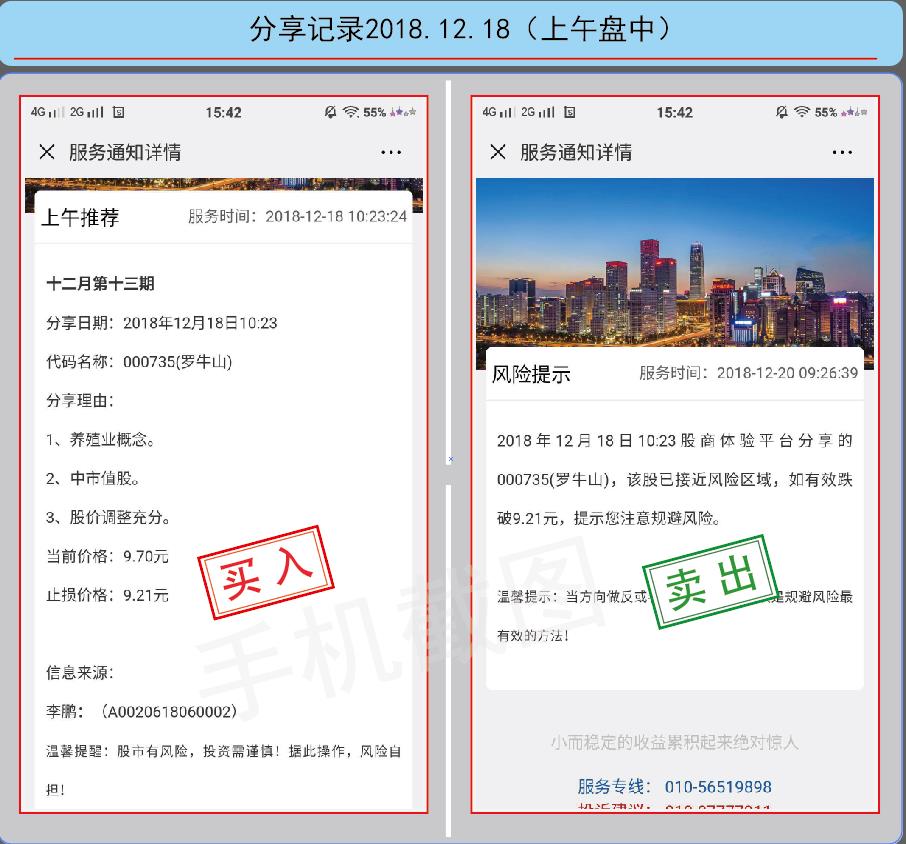 分享记录2018.12.18（上午盘中）
4G 2G 15:42 55%
服务通知详情
上午推荐 服务时间：2018-12-18 10:23:24
十二月第十三期
分享日期：2018年12月18日10:23
代码名称：000735(罗牛山)
分享理由：
1、养殖业概念。
2、中市值股。
3、股价调整充分。
当前价格：9.70元
止损价格：9.21元
买入
信息来源：
李鹏：（A0020618060002）
温馨提醒：股市有风险，投资需谨慎！据此操作，风险自
担！
4G 2G 15:42 55%
服务通知详情
风险提示 服务时间：2018-12-20 09:26:39
2018年12月18日10:23股商体验平台分享的
000735(罗牛山)，该股已接近风险区域，如有效跌
破9.21元，提示您注意规避风险。
卖出
温馨提示：当方向做反或 是规避风险最
有效的方法！
小而稳定的收益累积起来绝对惊人
服务专线： 010-56519898
手机截图